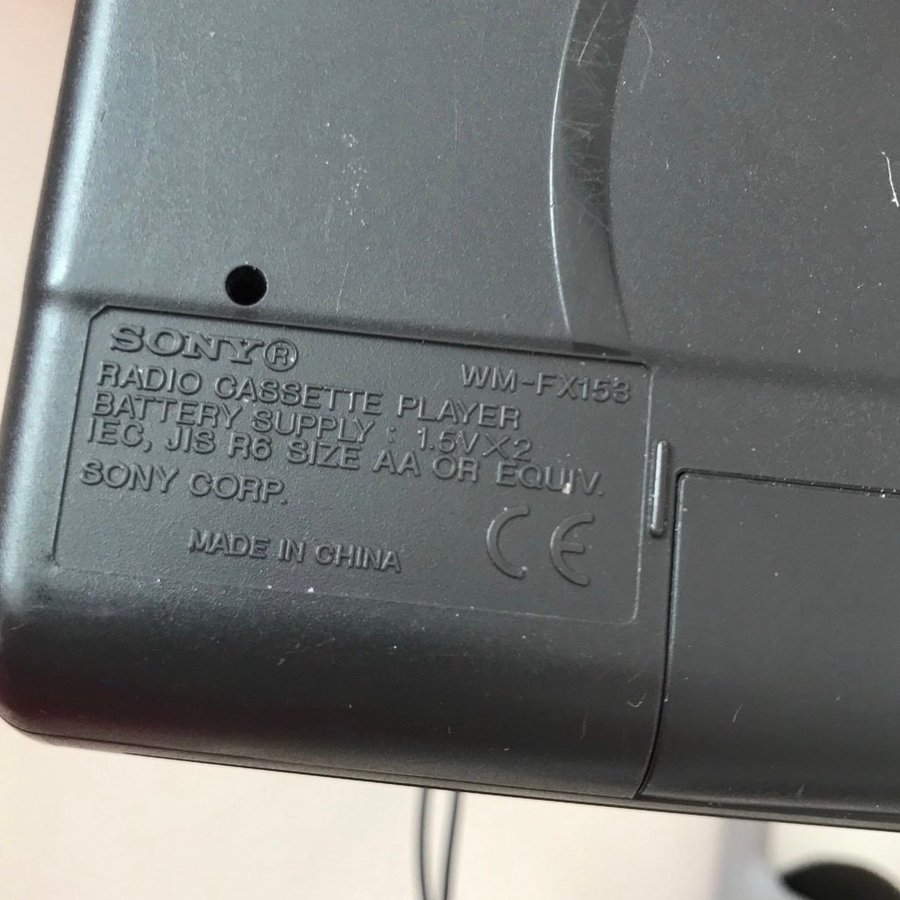 SONY®
WM-FX153
RADIO CASSETTE PLAYER
BATTERY SUPPLY : 1.5V×2
IEC, JIS R6 SIZE AA OR EQUIV.
SONY CORP.
MADE IN CHINA
CE